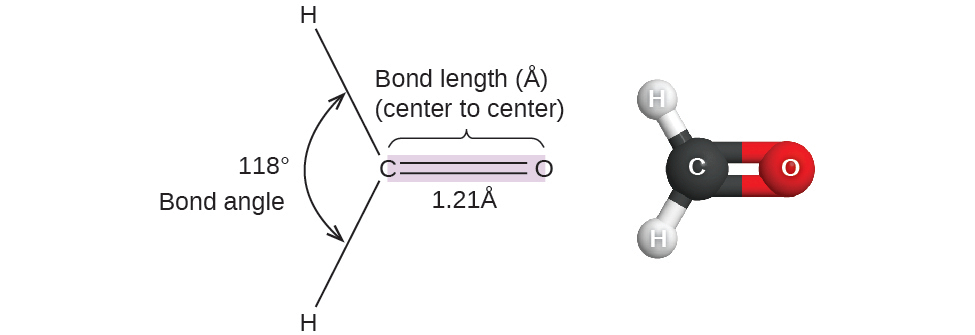 H
Bond length (Å)
(center to center)
118°
Bond angle
C
O
1.21Å
H
H
C
O
H